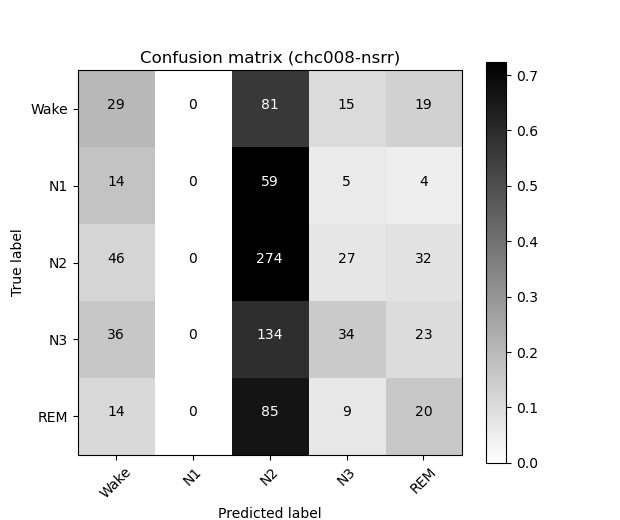 Confusion matrix (chc008-nsrr)
True label
Wake 29 0 81 15 19
N1 14 0 59 5 4
N2 46 0 274 27 32
N3 36 0 134 34 23
REM 14 0 85 9 20
Wake N1 N2 N3 REM
Predicted label
0.7
0.6
0.5
0.4
0.3
0.2
0.1
0.0